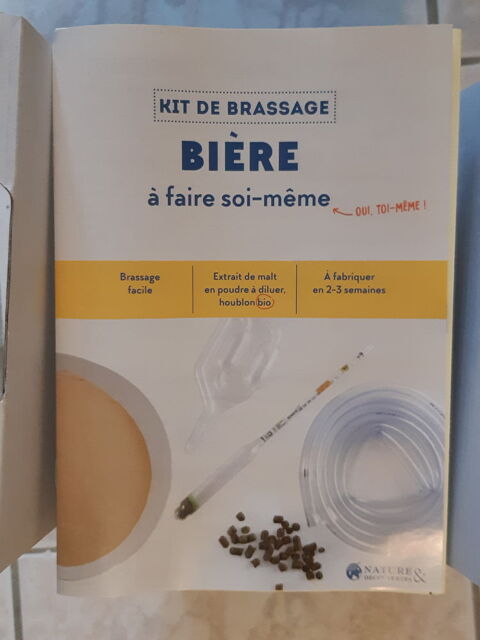 KIT DE BRASSAGE
BIÈRE
à faire soi-même
OUI, TOI-MÊME !
Brassage
facile
Extrait de malt
en poudre à diluer,
houblon bio
À fabriquer
en 2-3 semaines
NATURE &
DÉCOUVERTES